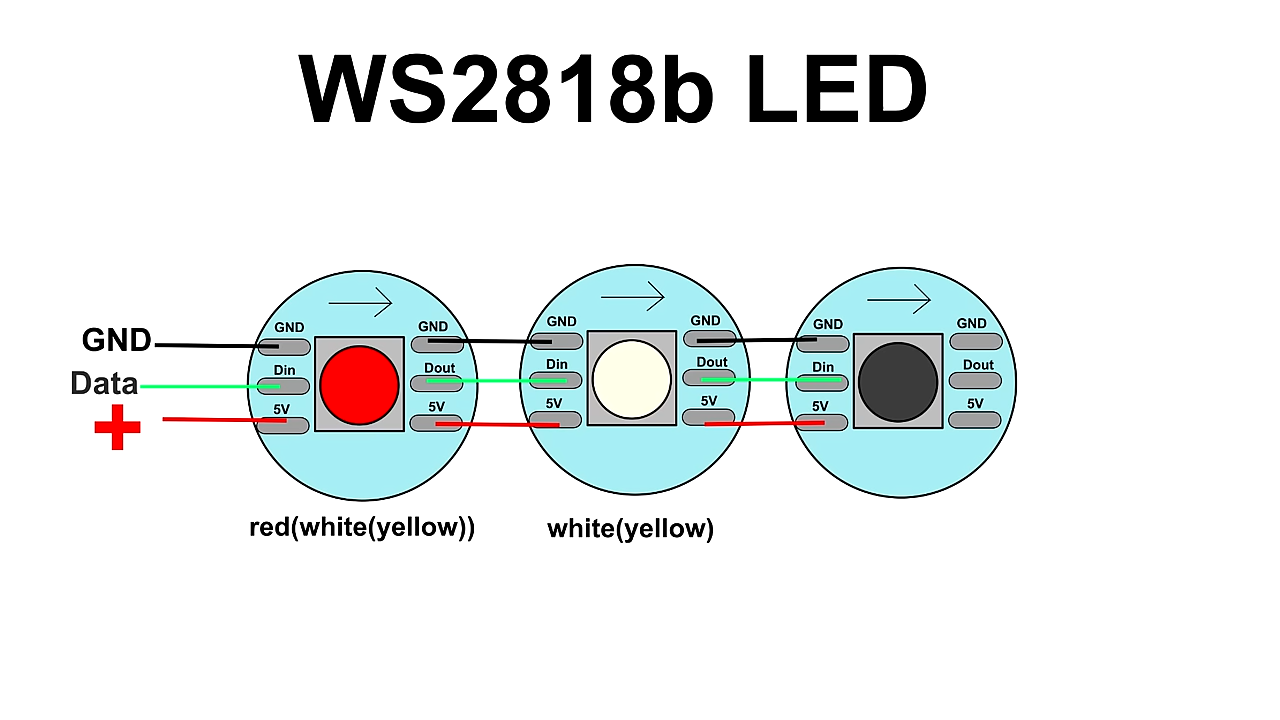 WS2818b LED
GND GND GND GND GND GND
GND
Din Dout Din Dout Din Dout
Data
5V 5V 5V 5V 5V 5V
red(white(yellow)) white(yellow)